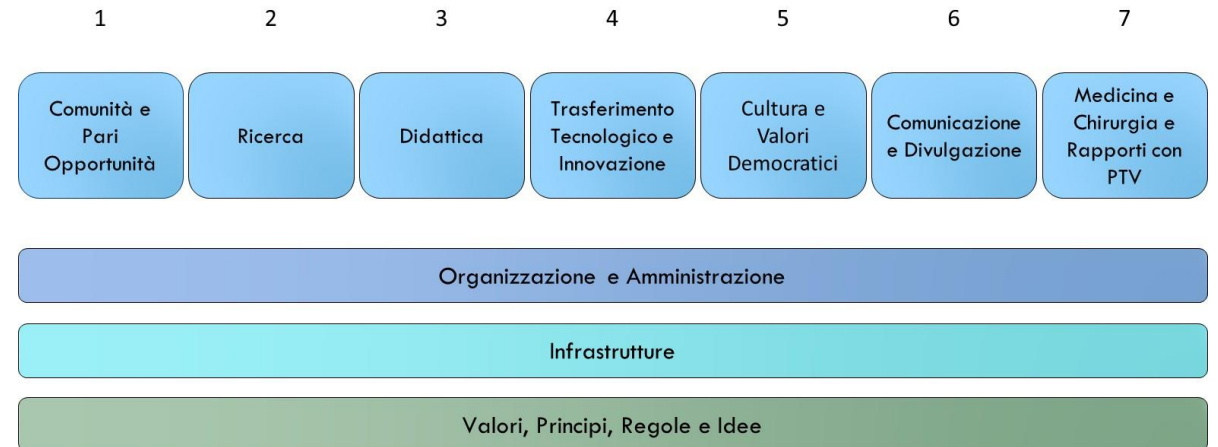 1 2 3 4 5 6 7
Comunità e
Pari
Opportunità
Ricerca
Didattica
Trasferimento
Tecnologico e
Innovazione
Cultura e
Valori
Democratici
Comunicazione
e Divulgazione
Medicina e
Chirurgia e
Rapporti con
PTV
Organizzazione e Amministrazione
Infrastrutture
Valori, Principi, Regole e Idee